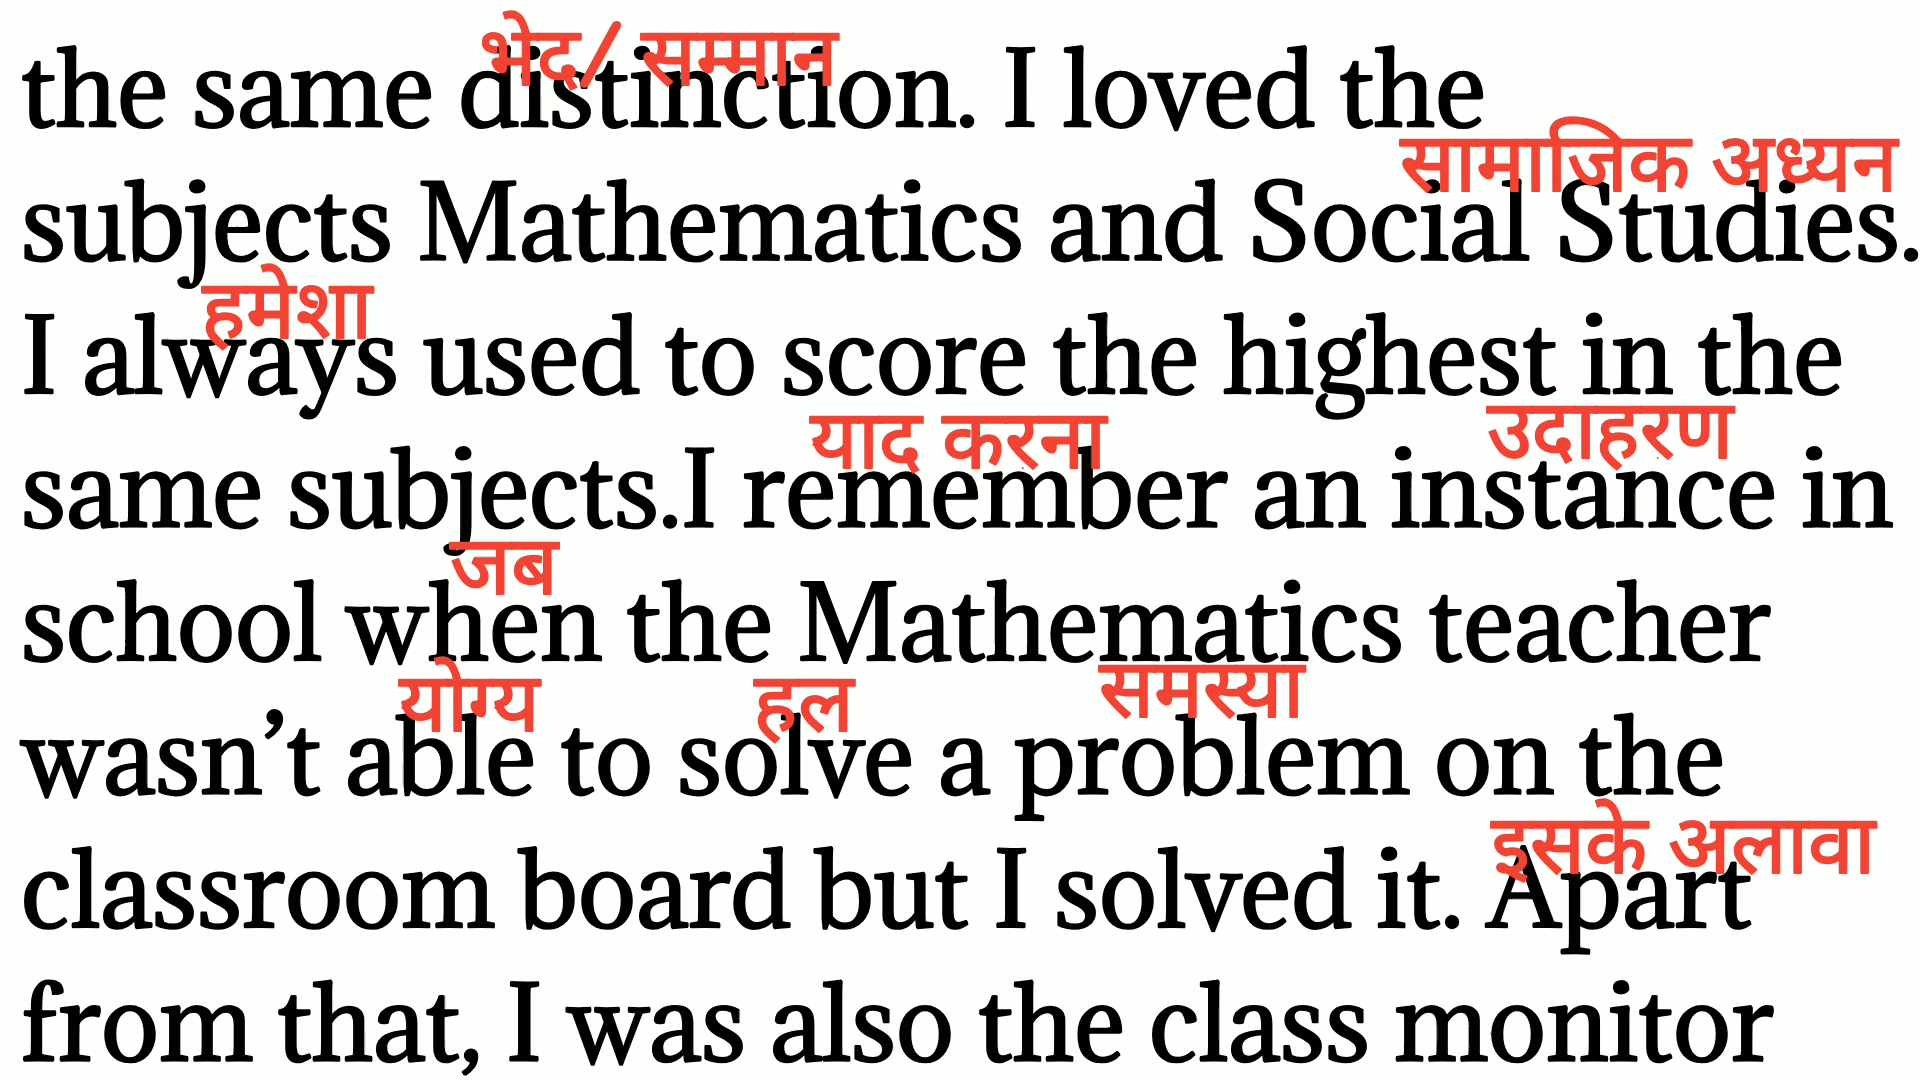 भेद/ सम्मान
the same distinction. I loved the
सामाजिक अध्यन
subjects Mathematics and Social Studies.
हमेशा
I always used to score the highest in the
याद करना उदाहरण
same subjects.I remember an instance in
जब
school when the Mathematics teacher
योग्य हल समस्या
wasn’t able to solve a problem on the
इसके अलावा
classroom board but I solved it. Apart
from that, I was also the class monitor